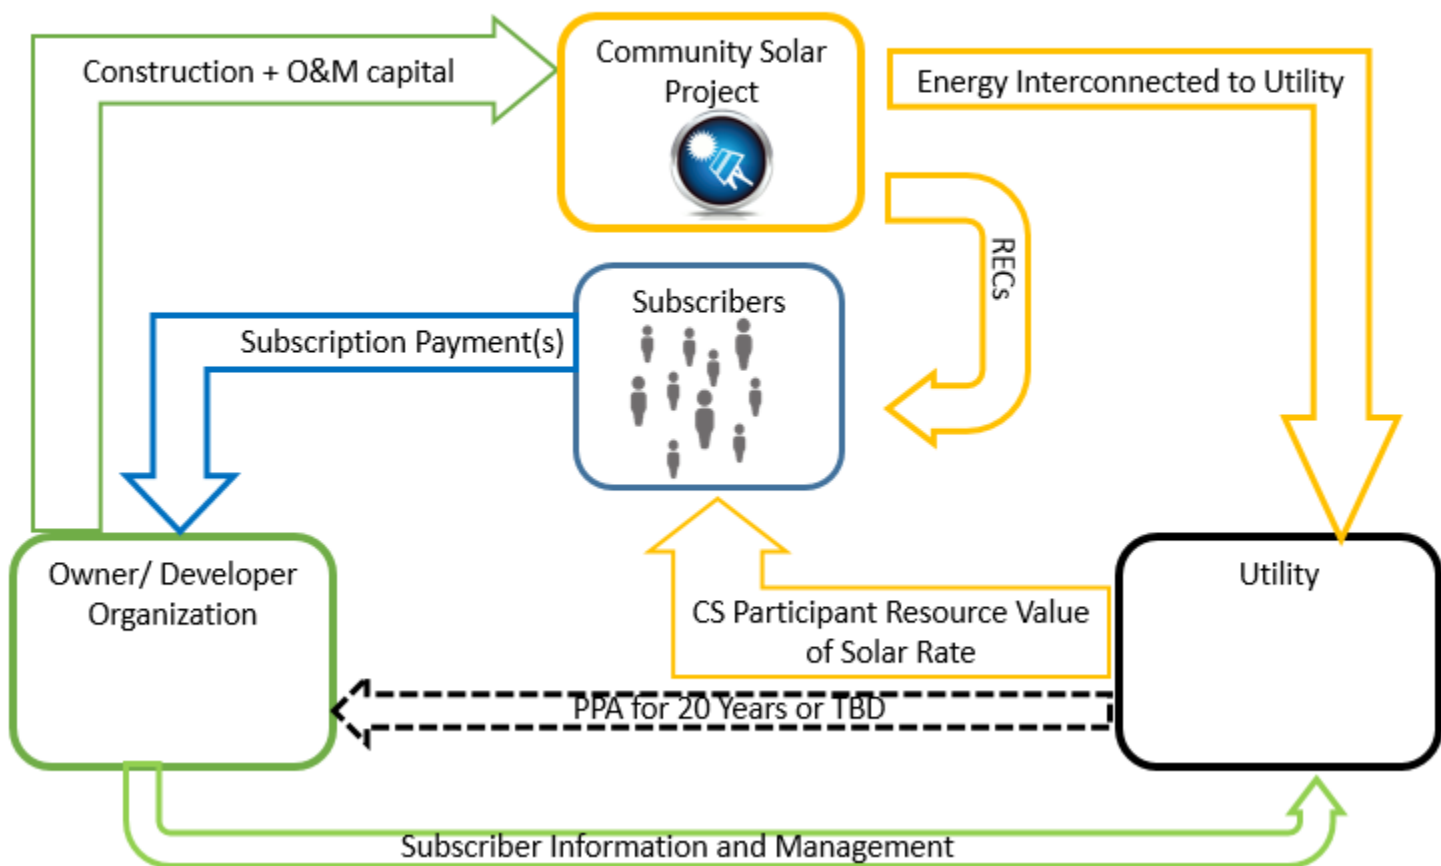 Construction + O&M capital
Community Solar
Project
Energy Interconnected to Utility
RECs
Subscribers
Subscription Payment(s)
Owner/ Developer
Organization
Utility
CS Participant Resource Value
of Solar Rate
PPA for 20 Years or TBD
Subscriber Information and Management